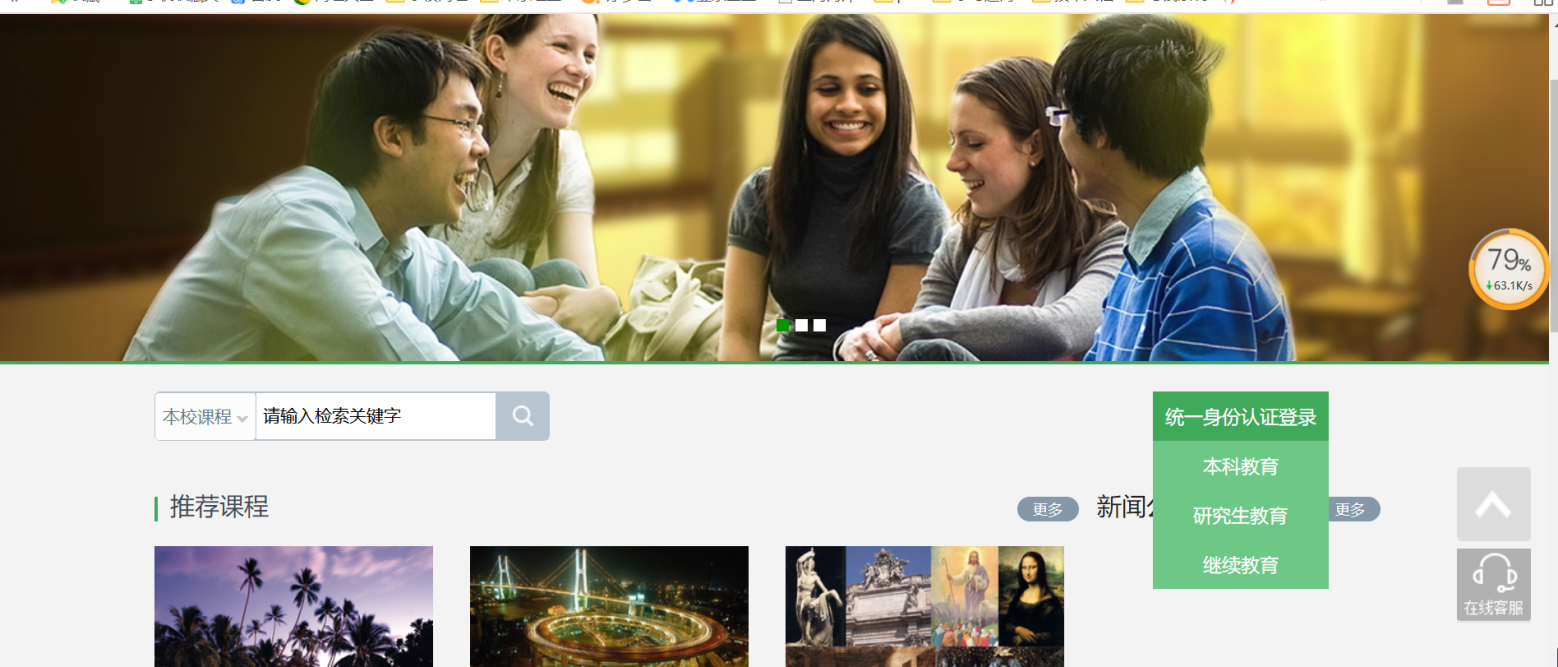 79%
63.1K/s
本校课程
请输入检索关键字
统一身份认证登录
本科教育
研究生教育
继续教育
推荐课程
更多
新闻
更多
在线客服